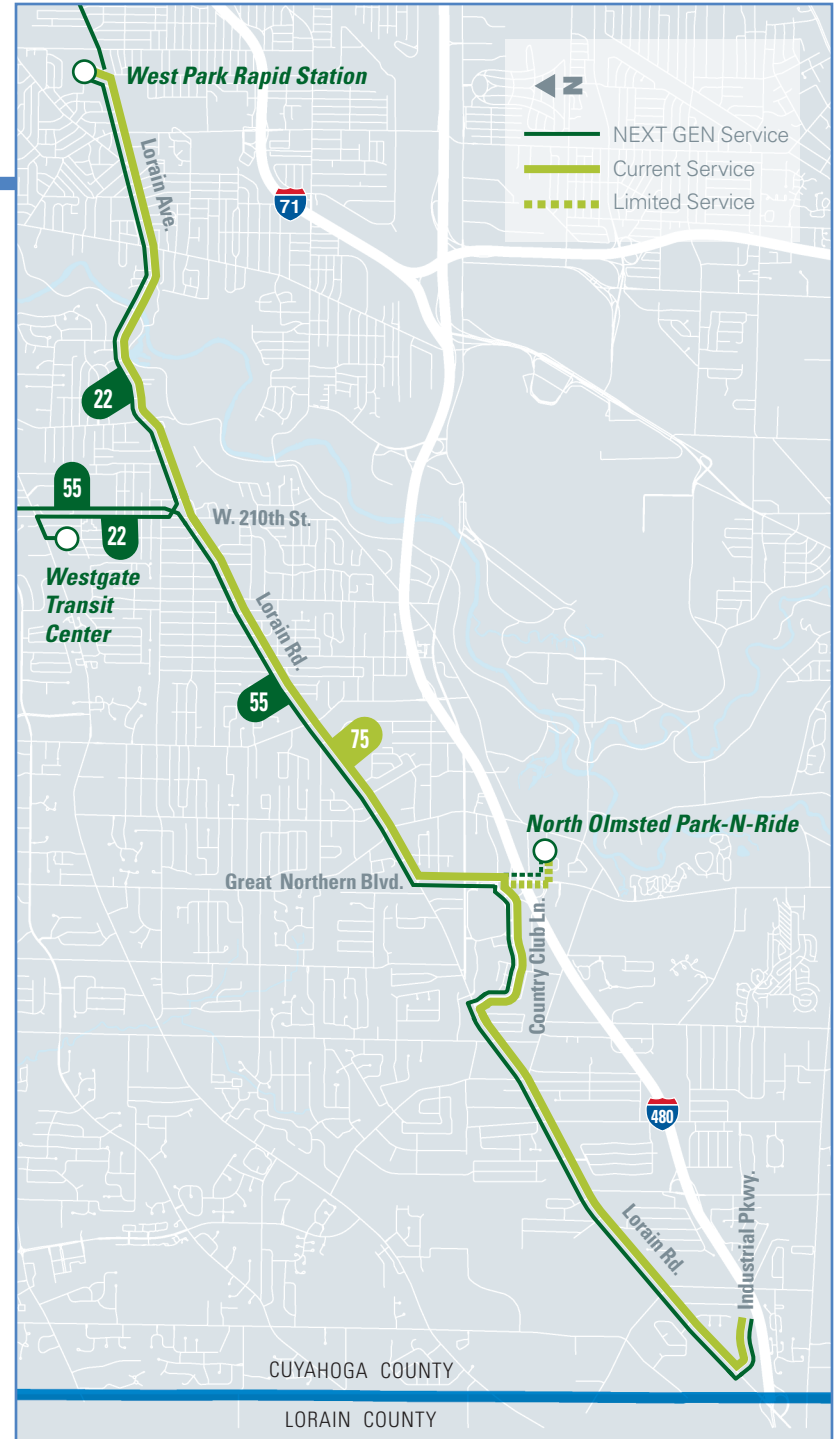 West Park Rapid Station
N
NEXT GEN Service
Current Service
Limited Service
Lorain Ave.
71
22
55
22
W. 210th St.
Westgate
Transit
Center
Lorain Rd.
55
75
North Olmsted Park-N-Ride
Great Northern Blvd.
Country Club Ln.
480
Industrial Pkwy.
Lorain Rd.
CUYAHOGA COUNTY
LORAIN COUNTY